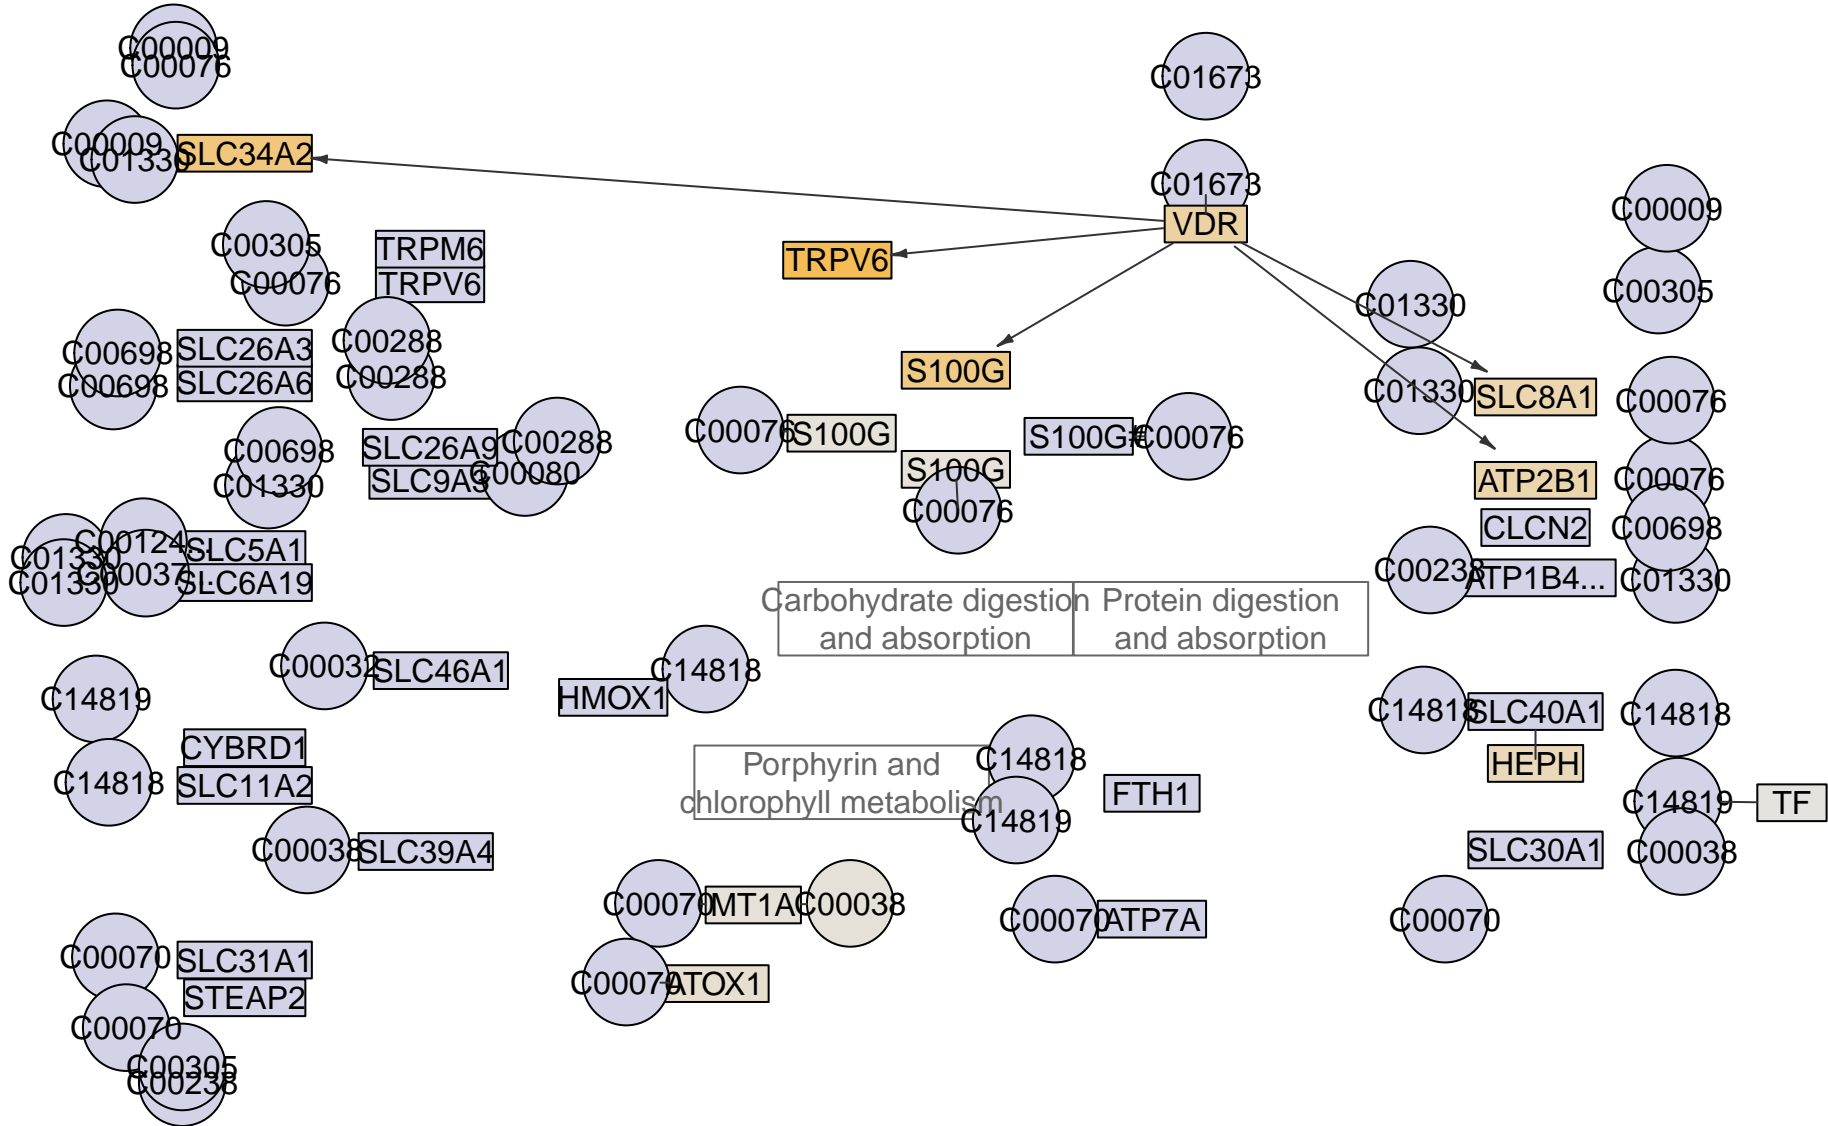 C00009
C00076
C01673
C00009
C01330
SLC34A2
C01673
VDR
C00009
C00305
C00076
TRPM6
TRPV6
TRPV6
C01330
C00305
C00698
C00698
SLC26A3
SLC26A6
C00288
C00288
S100G
C01330
SLC8A1
C00076
C00698
C01330
SLC26A9
SLC9A3
C00288
C00080
C00076
S100G
S100G#
C00076
S100G
C00076
ATP2B1
C00076
CLCN2
C00698
C01330
C01330
C00124...
C00037...
SLC5A1
SLC6A19
C00238
ATP1B4...
C01330
Carbohydrate digestion
and absorption
Protein digestion
and absorption
C00032
SLC46A1
C14818
HMOX1
C14819
C14818
SLC40A1
C14818
CYBRD1
SLC11A2
C14818
Porphyrin and
chlorophyll metabolism
C14818
C14819
FTH1
HEPH
C14819
TF
C00038
SLC39A4
SLC30A1
C00038
C00070
MT1A
C00038
C00070
ATP7A
C00070
C00070
SLC31A1
STEAP2
C00070
ATOX1
C00070
C00305
C00238